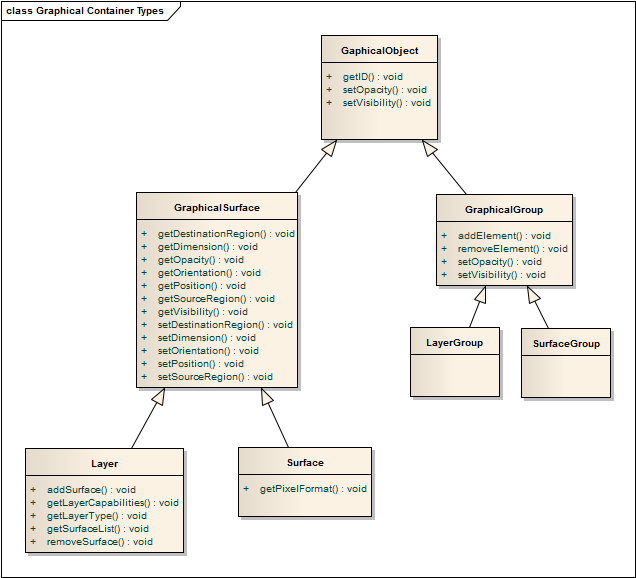 class Graphical Container Types
GaphicalObject
+ getID() : void
+ setOpacity() : void
+ setVisibility() : void
GraphicalSurface
+ getDestinationRegion() : void
+ getDimension() : void
+ getOpacity() : void
+ getOrientation() : void
+ getPosition() : void
+ getSourceRegion() : void
+ getVisibility() : void
+ setDestinationRegion() : void
+ setDimension() : void
+ setOrientation() : void
+ setPosition() : void
+ setSourceRegion() : void
GraphicalGroup
+ addElement() : void
+ removeElement() : void
+ setOpacity() : void
+ setVisibility() : void
LayerGroup
SurfaceGroup
Layer
+ addSurface() : void
+ getLayerCapabilities() : void
+ getLayerType() : void
+ getSurfaceList() : void
+ removeSurface() : void
Surface
+ getPixelFormat() : void